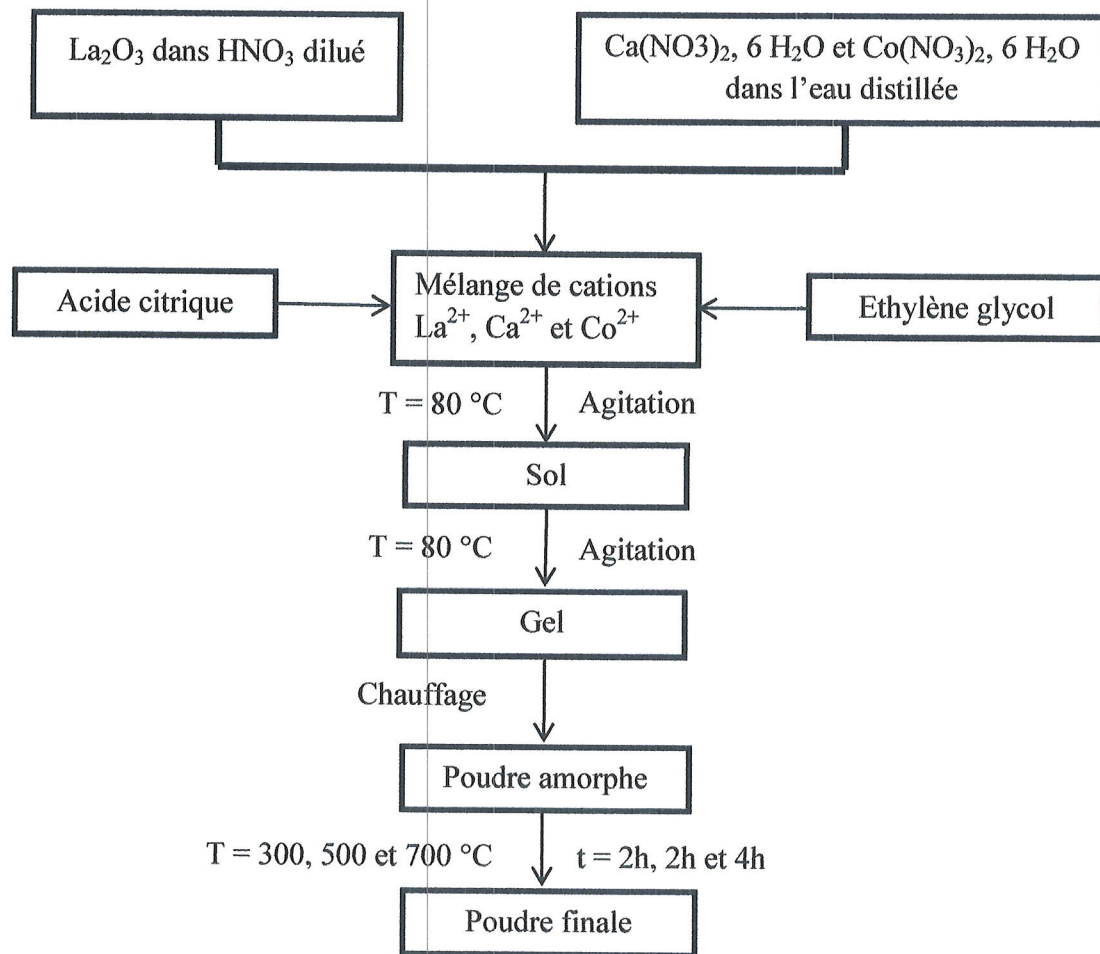 La₂O₃ dans HNO₃ dilué
Ca(NO3)₂, 6 H₂O et Co(NO₃)₂, 6 H₂O
dans l'eau distillée
Acide citrique
Mélange de cations
La²⁺, Ca²⁺ et Co²⁺
Ethylène glycol
T = 80 °C
Agitation
Sol
T = 80 °C
Agitation
Gel
Chauffage
Poudre amorphe
T = 300, 500 et 700 °C
t = 2h, 2h et 4h
Poudre finale